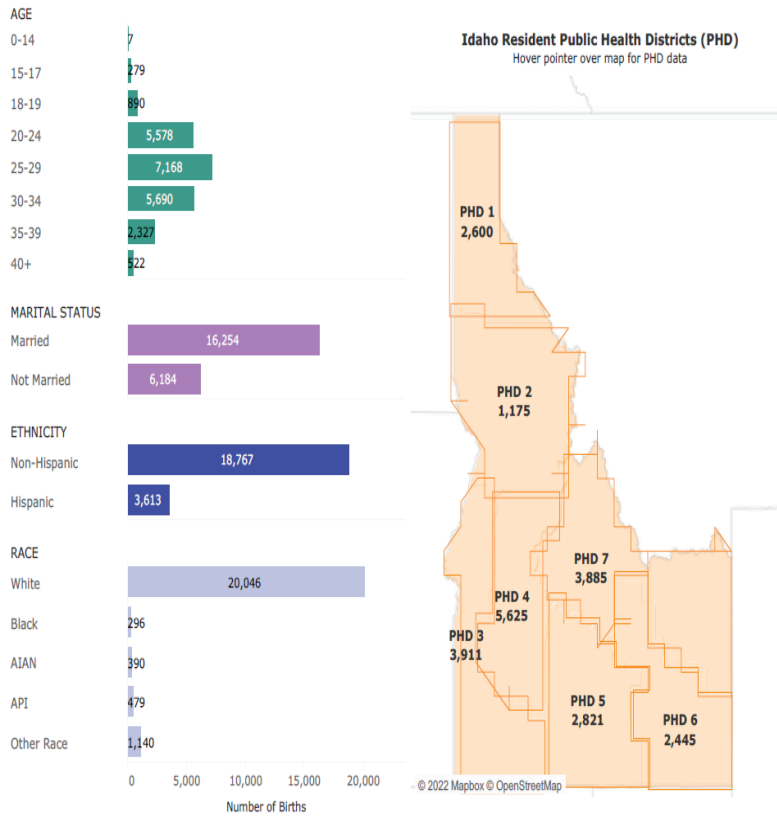 AGE
0-14 7
15-17 279
18-19 890
20-24 5,578
25-29 7,168
30-34 5,690
35-39 2,327
40+ 522
MARITAL STATUS
Married 16,254
Not Married 6,184
ETHNICITY
Non-Hispanic 18,767
Hispanic 3,613
RACE
White 20,046
Black 296
AIAN 390
API 479
Other Race 1,140
0 5,000 10,000 15,000 20,000
Number of Births
Idaho Resident Public Health Districts (PHD)
Hover pointer over map for PHD data
PHD 1
2,600
PHD 2
1,175
PHD 7
3,885
PHD 4
5,625
PHD 3
3,911
PHD 5
2,821
PHD 6
2,445
© 2022 Mapbox © OpenStreetMap